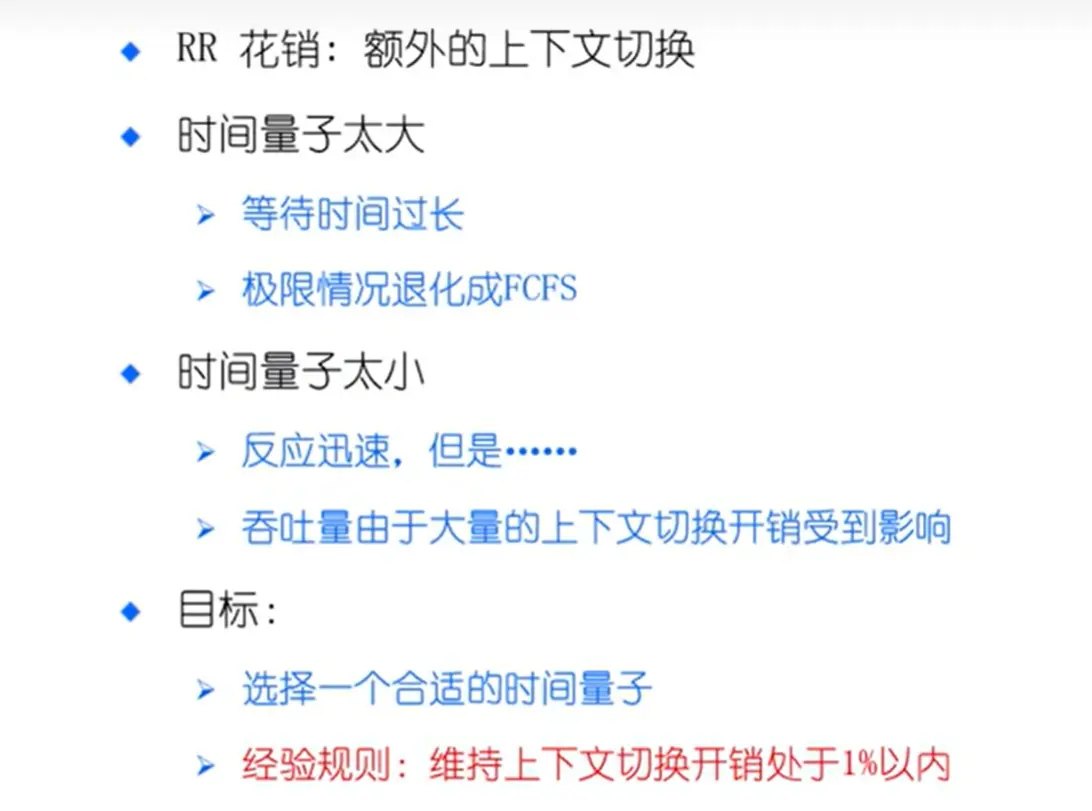 RR 花销：额外的上下文切换
时间量子太大
等待时间过长
极限情况退化成FCFS
时间量子太小
反应迅速，但是······
吞吐量由于大量的上下文切换开销受到影响
目标：
选择一个合适的时间量子
经验规则：维持上下文切换开销处于1%以内